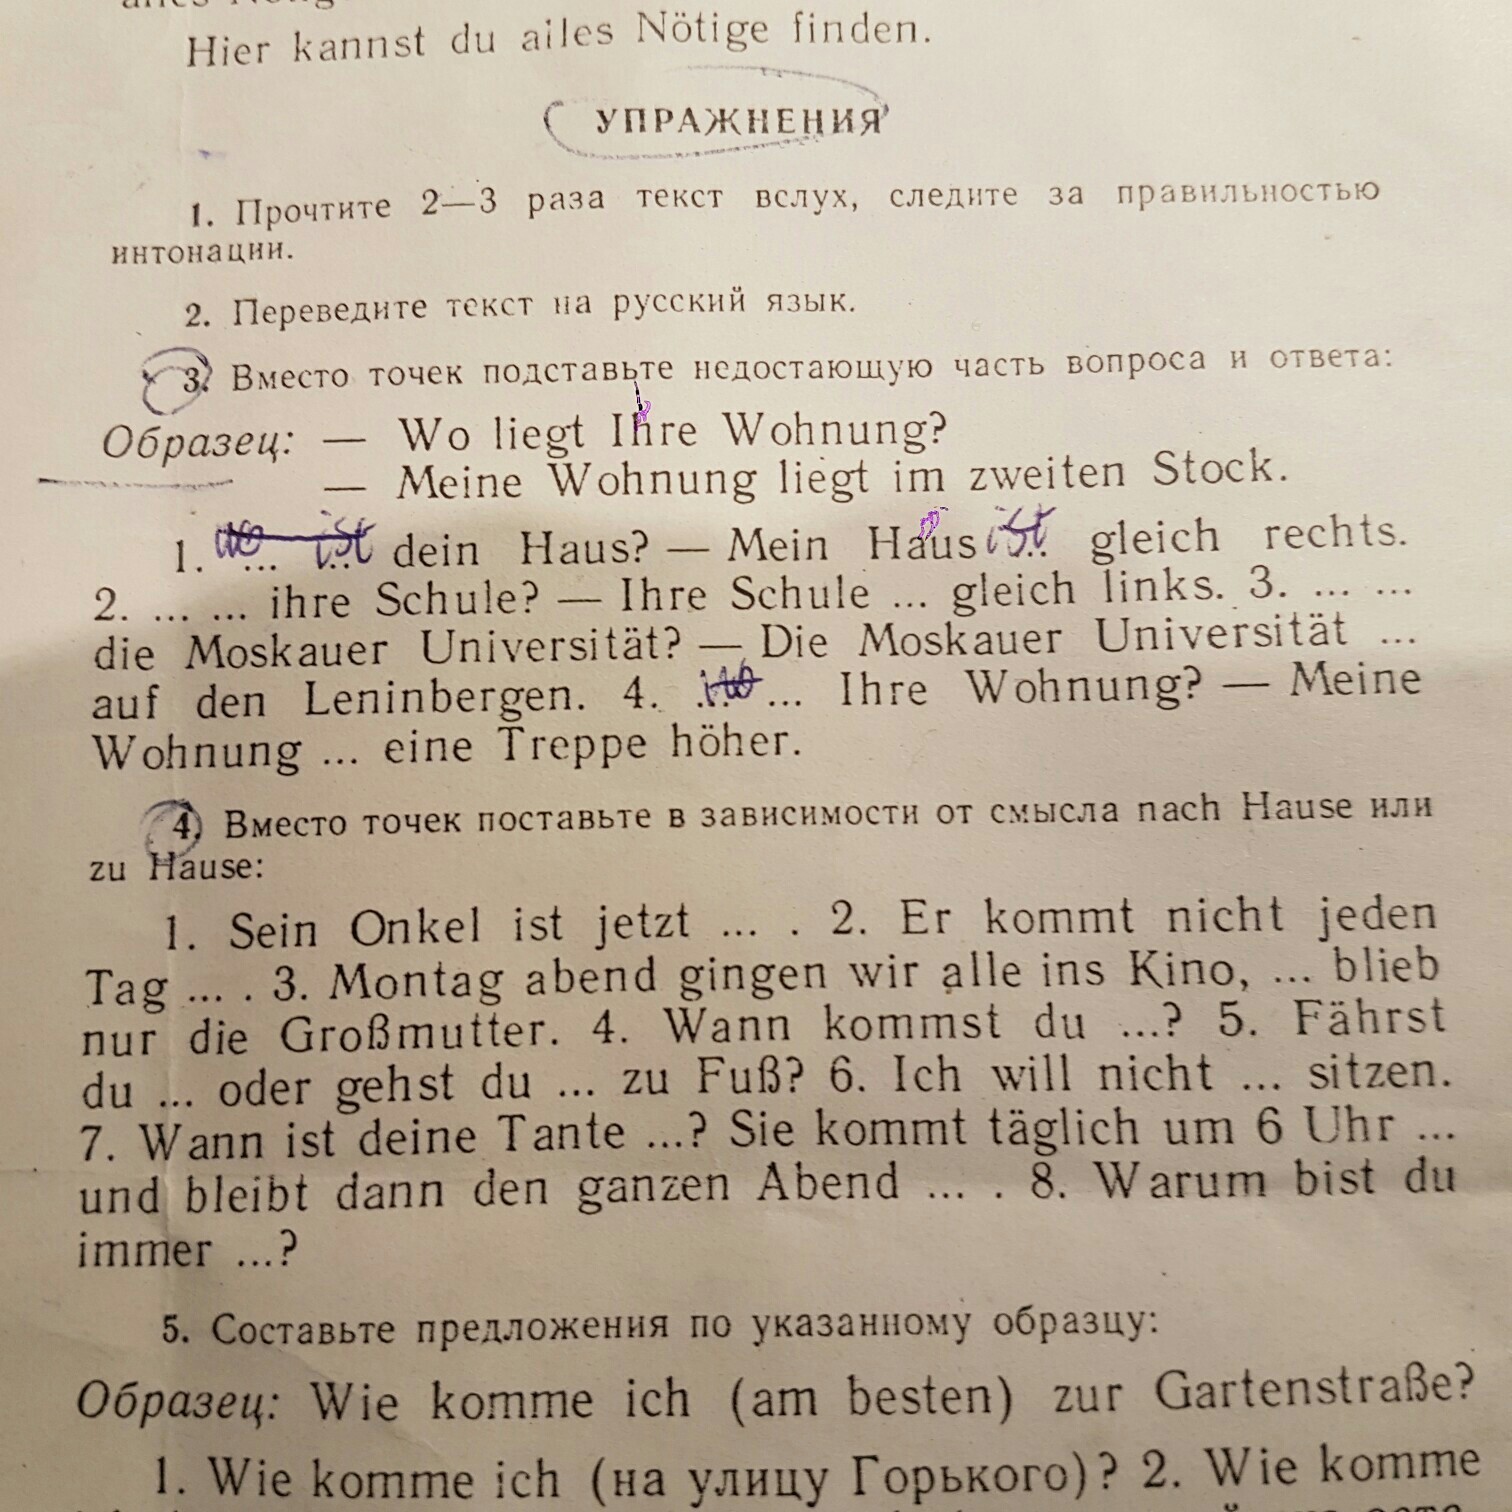 Hier kannst du alles Nötige finden.
УПРАЖНЕНИЯ
1. Прочтите 2—3 раза текст вслух, следите за правильностью
интонации.
2. Переведите текст на русский язык.
3. Вместо точек подставьте недостающую часть вопроса и ответа:
Образец: — Wo liegt Ihre Wohnung?
— Meine Wohnung liegt im zweiten Stock.
1. wo ist dein Haus? — Mein Haus ist gleich rechts.
2. ... ... ihre Schule? — Ihre Schule ... gleich links. 3. ... ...
die Moskauer Universität? — Die Moskauer Universität ...
auf den Leninbergen. 4. wo ... Ihre Wohnung? — Meine
Wohnung ... eine Treppe höher.
4. Вместо точек поставьте в зависимости от смысла nach Hause или
zu Hause:
1. Sein Onkel ist jetzt ... . 2. Er kommt nicht jeden
Tag ... . 3. Montag abend gingen wir alle ins Kino, ... blieb
nur die Großmutter. 4. Wann kommst du ...? 5. Fährst
du ... oder gehst du ... zu Fuß? 6. Ich will nicht ... sitzen.
7. Wann ist deine Tante ...? Sie kommt täglich um 6 Uhr ...
und bleibt dann den ganzen Abend ... . 8. Warum bist du
immer ...?
5. Составьте предложения по указанному образцу:
Образец: Wie komme ich (am besten) zur Gartenstraße?
1. Wie komme ich (на улицу Горького)? 2. Wie komme